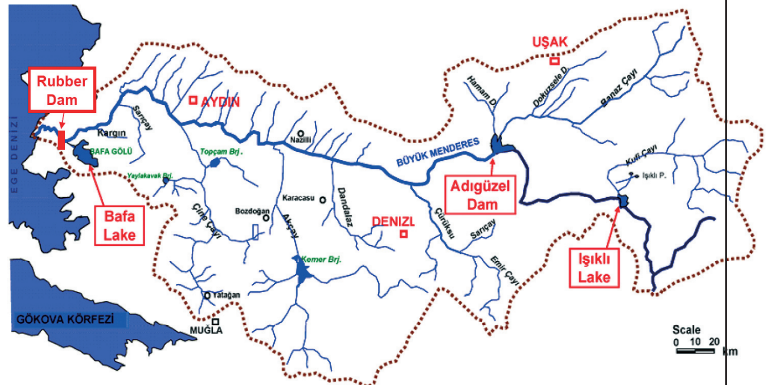 UŞAK
Hamam D.
Dokuzsele D.
Banaz Çayı
Rubber
Dam
AYDIN
EGE DENİZİ
Kargın
Sarıçay
BAFA GÖLÜ
Topçam Brj.
Nazilli
BÜYÜK MENDERES
Kufi Çayı
Işıklı P.
Yaylakavak Brj.
Bafa
Lake
Çine Çayı
Bozdoğan
Akçay
Karacasu
Dandalaz
DENİZL
Çürüksu
Sarıçay
Emir Çayı
Adıgüzel
Dam
Işıklı
Lake
Kemer Brj.
Yatağan
MUĞLA
GÖKOVA KÖRFEZİ
Scale
0 10 20 km